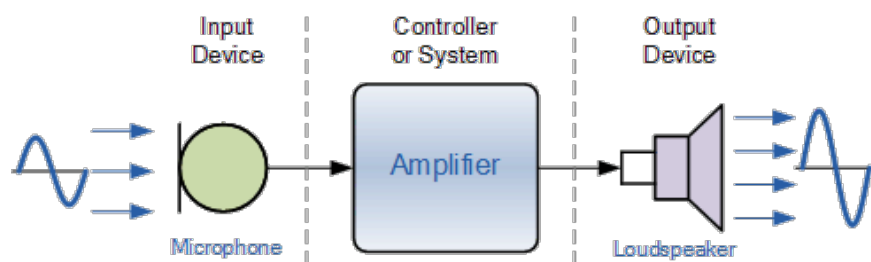 Input
Device
Controller
or System
Output
Device
Amplifier
Microphone
Loudspeaker